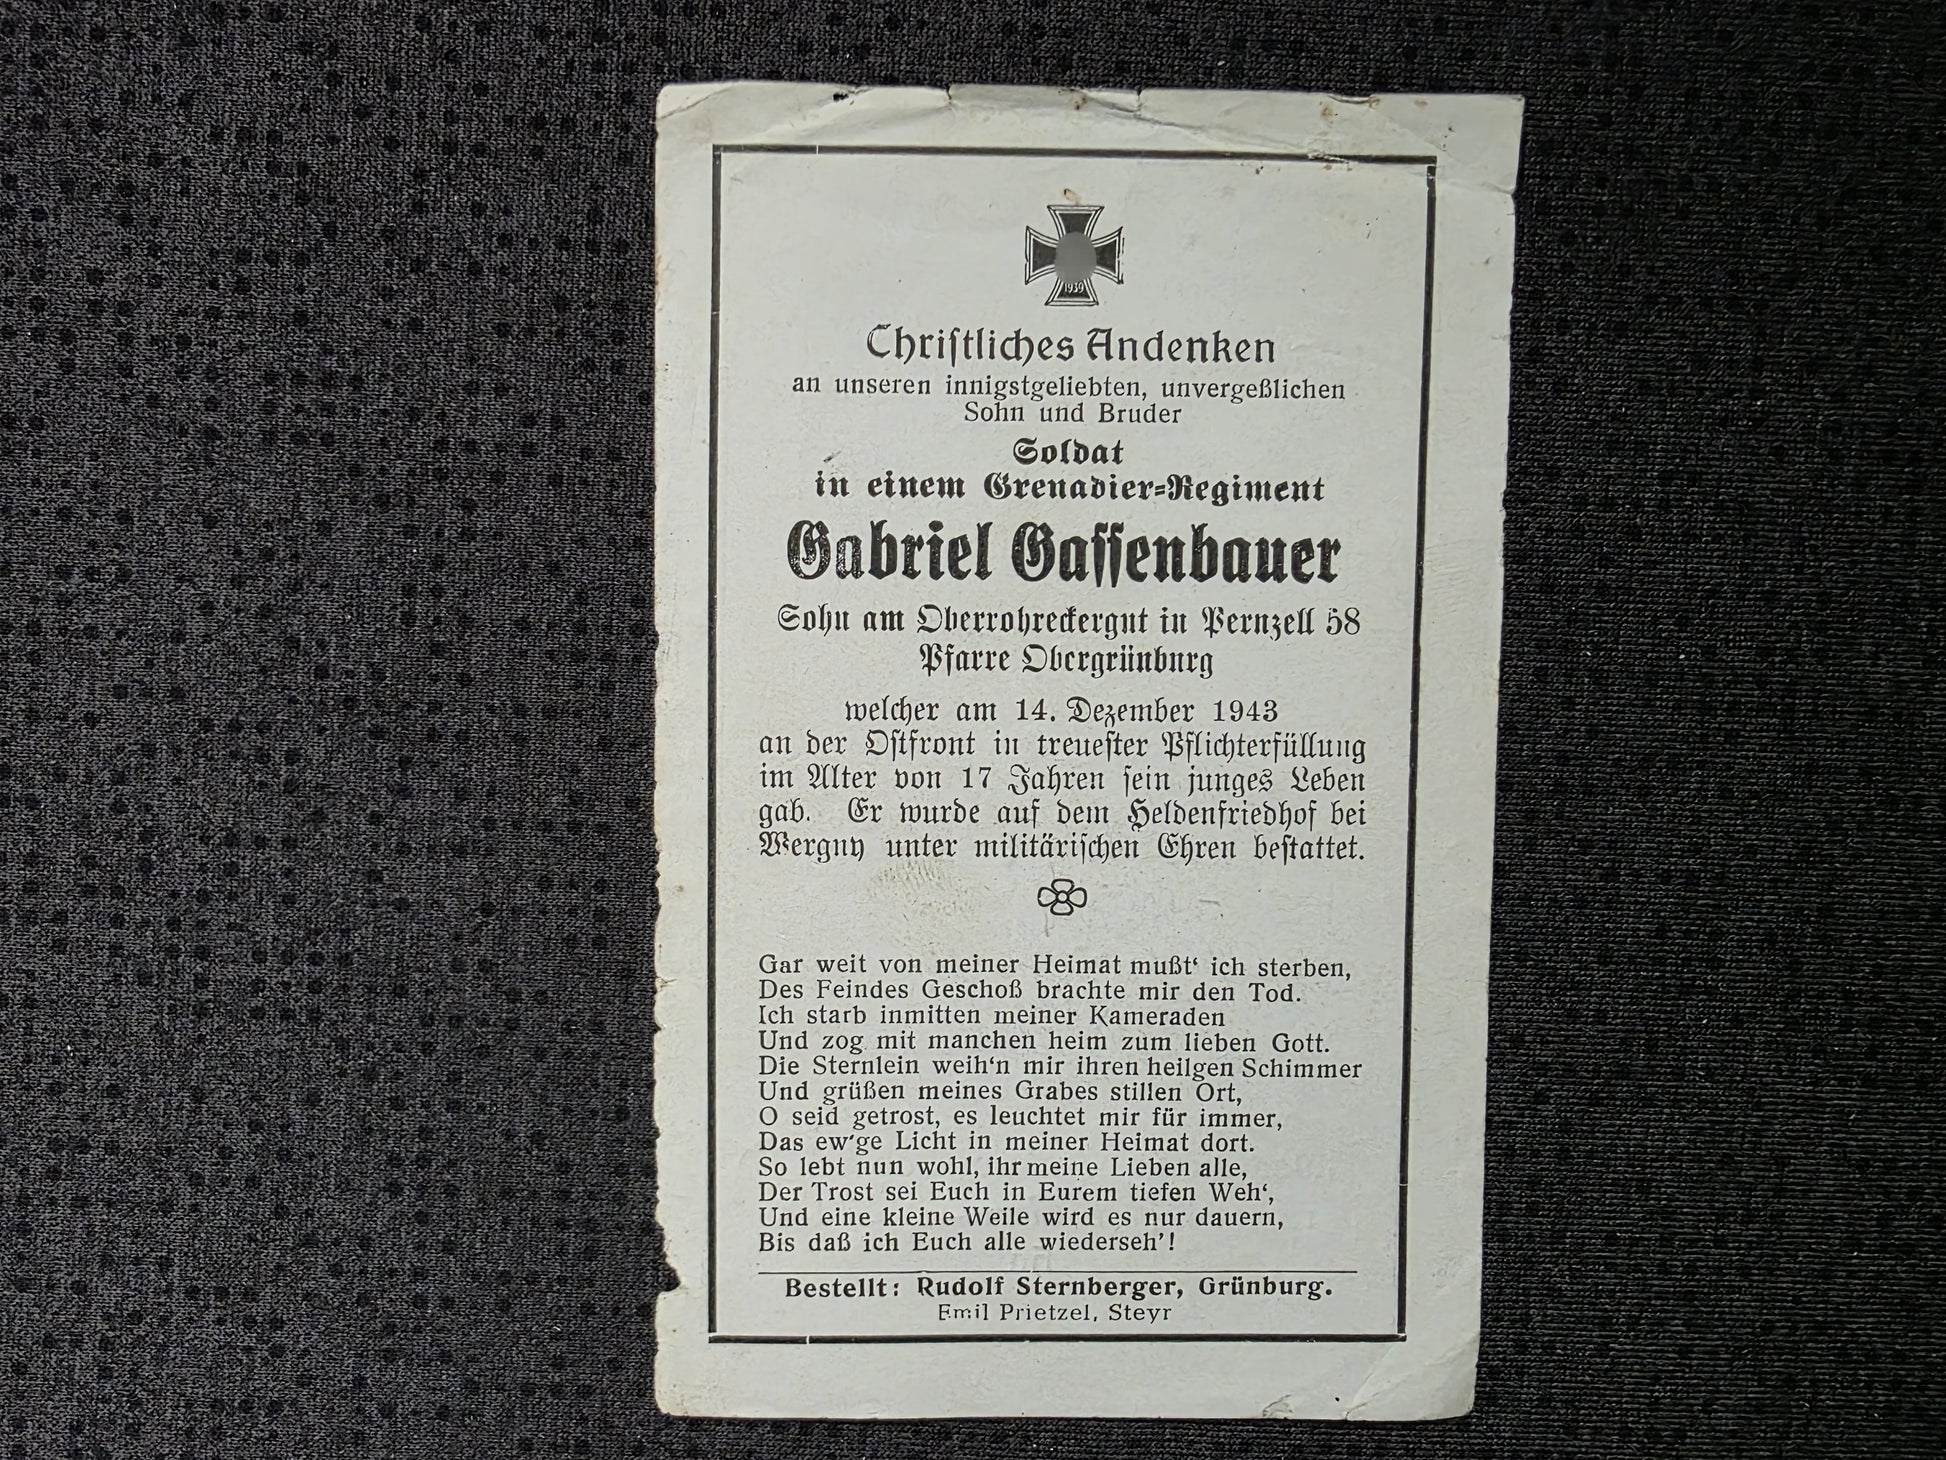 1939
Christliches Andenken
an unseren innigstgeliebten, unvergeßlichen
Sohn und Bruder
Soldat
in einem Grenadier-Regiment
Gabriel Gassenbauer
Sohn am Oberrohreckergut in Pernzell 58
Pfarre Obergrünburg
welcher am 14. Dezember 1943
an der Ostfront in treuester Pflichterfüllung
im Alter von 17 Jahren sein junges Leben
gab. Er wurde auf dem Heldenfriedhof bei
Wergny unter militärischen Ehren bestattet.
Gar weit von meiner Heimat mußt‘ ich sterben,
Des Feindes Geschoß brachte mir den Tod.
Ich starb inmitten meiner Kameraden
Und zog mit manchen heim zum lieben Gott.
Die Sternlein weih‘n mir ihren heilgen Schimmer
Und grüßen meines Grabes stillen Ort,
O seid getrost, es leuchtet mir für immer,
Das ew’ge Licht in meiner Heimat dort.
So lebt nun wohl, ihr meine Lieben alle,
Der Trost sei Euch in Eurem tiefen Weh‘,
Und eine kleine Weile wird es nur dauern,
Bis daß ich Euch alle wiederseh’!
Bestellt: Rudolf Sternberger, Grünburg.
Emil Prietzel, Steyr